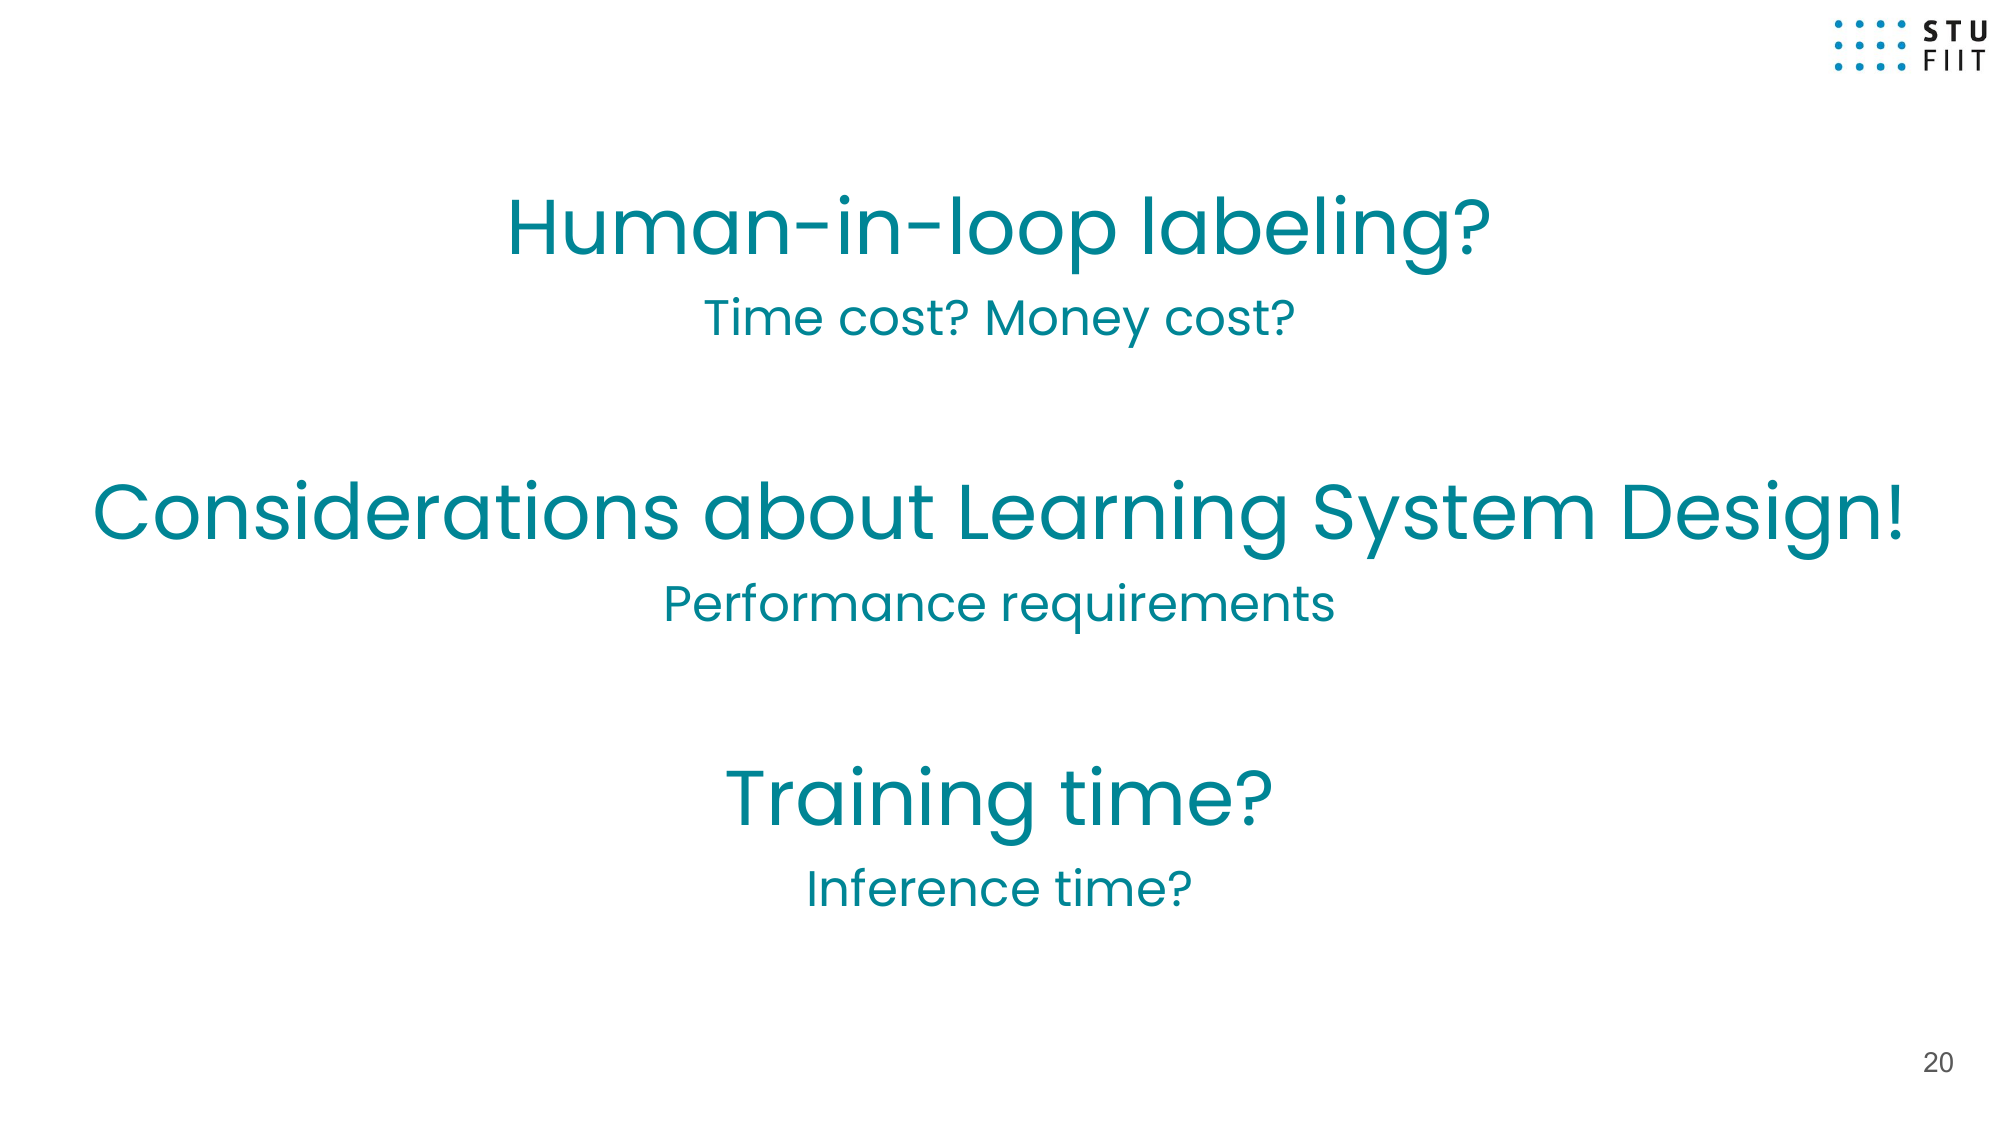 STU
FIIT
Human-in-loop labeling?
Time cost? Money cost?
Considerations about Learning System Design!
Performance requirements
Training time?
Inference time?
20